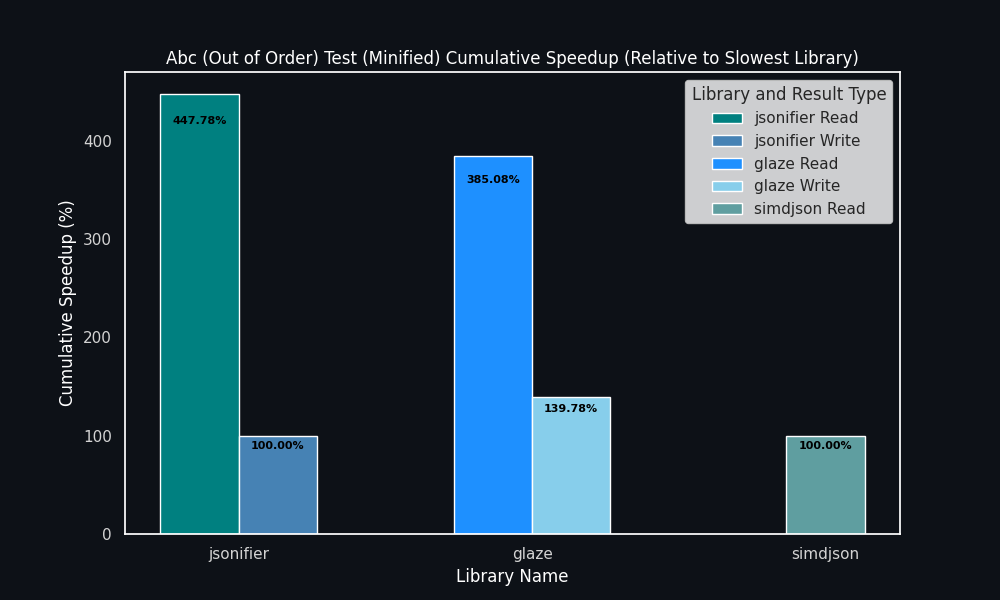 Abc (Out of Order) Test (Minified) Cumulative Speedup (Relative to Slowest Library)
Library and Result Type
jsonifier Read
jsonifier Write
glaze Read
glaze Write
simdjson Read
Cumulative Speedup (%)
400
300
200
100
0
447.78%
100.00%
385.08%
139.78%
100.00%
jsonifier
glaze
simdjson
Library Name